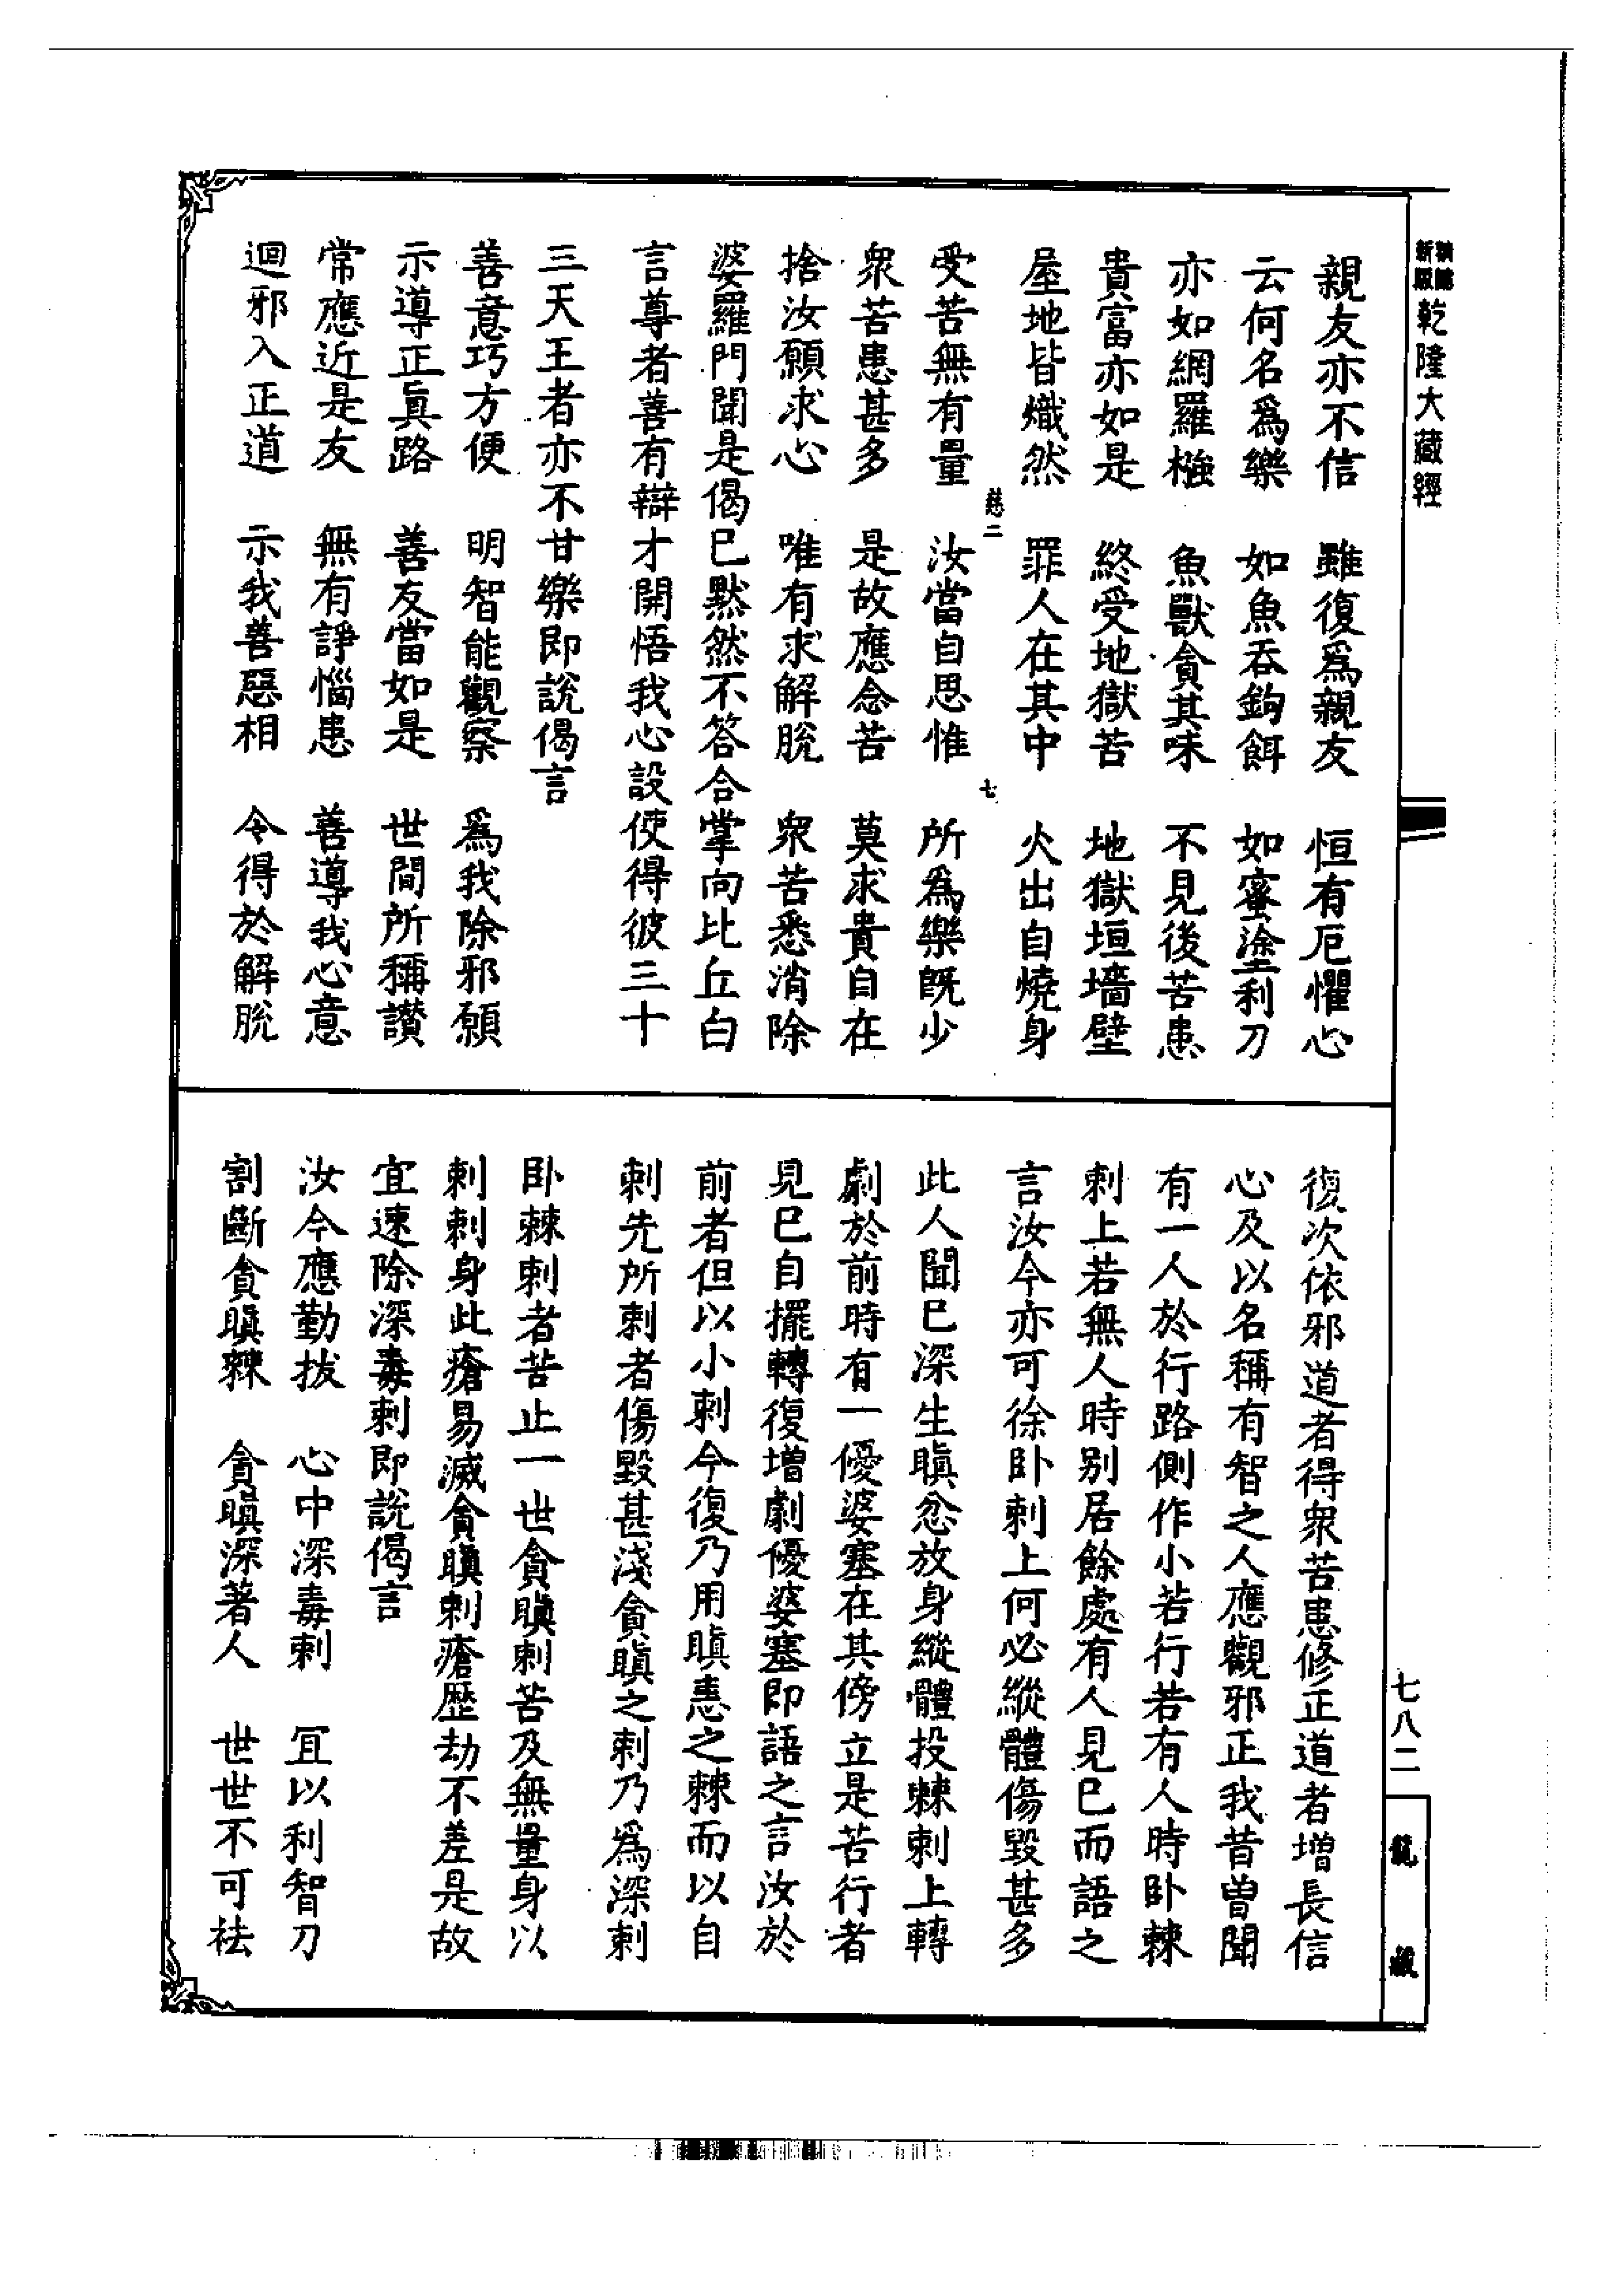 乾隆大藏經
親友亦不信　雖復爲親友　恒有厄懼心
云何名爲樂　如魚吞鉤餌　如蜜塗利刀
亦如網羅樎　魚獸貪其味　不見後苦患
貴富亦如是　終受地獄苦　地獄垣墻壁
屋地皆熾然　罪人在其中　火出自燒身
慈二　七
受苦無有量　汝當自思惟　所爲樂旣少
衆苦患甚多　是故應念苦　莫求貴自在
捨汝願求心　唯有求解脫　衆苦悉消除
婆羅門聞是偈已默然不答合掌向比丘白
言尊者善有辯才開悟我心設使得彼三十
三天王者亦不甘樂即說偈言
善意巧方便　明智能觀察　爲我除邪願
示導正眞路　善友當如是　世間所稱讚
常應近是友　無有諍惱患　善導我心意
迴邪入正道　示我善惡相　令得於解脫
復次依邪道者得衆苦患修正道者增長信
心及以名稱有智之人應觀邪正我昔曾聞
有一人於行路側作小苦行若有人時卧棘
刺上若無人時别居餘處有人見已而語之
言汝今亦可徐卧刺上何必縱體傷毀甚多
此人聞已深生瞋忿放身縱體投棘刺上轉
劇於前時有一優婆塞在其傍立是苦行者
見已自擺轉復增劇優婆塞即語之言汝於
前者但以小刺今復乃用瞋恚之棘而以自
刺先所刺者傷毀甚淺貪瞋之刺乃爲深刺
卧棘刺者苦止一世貪瞋刺苦及無量身以
刺刺身此瘡易滅貪瞋刺瘡歷劫不差是故
宜速除深毒刺即說偈言
汝今應勤拔　心中深毒刺　宜以利智刀
割斷貪瞋棘　貪瞋深著人　世世不可袪
七八二
龍藏